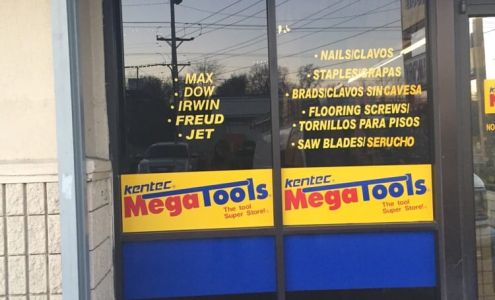 • MAX
• DOW
• IRWIN
• FREUD
• JET
• NAILS/CLAVOS
• STAPLES/GRAPAS
• BRADS/CLAVOS SIN CAVESA
• FLOORING SCREWS/
TORNILLOS PARA PISOS
• SAW BLADES/SERUCHO
Kentec
MegaTools
The tool
Super Store!
Kentec
MegaTools
The tool
Super Store!